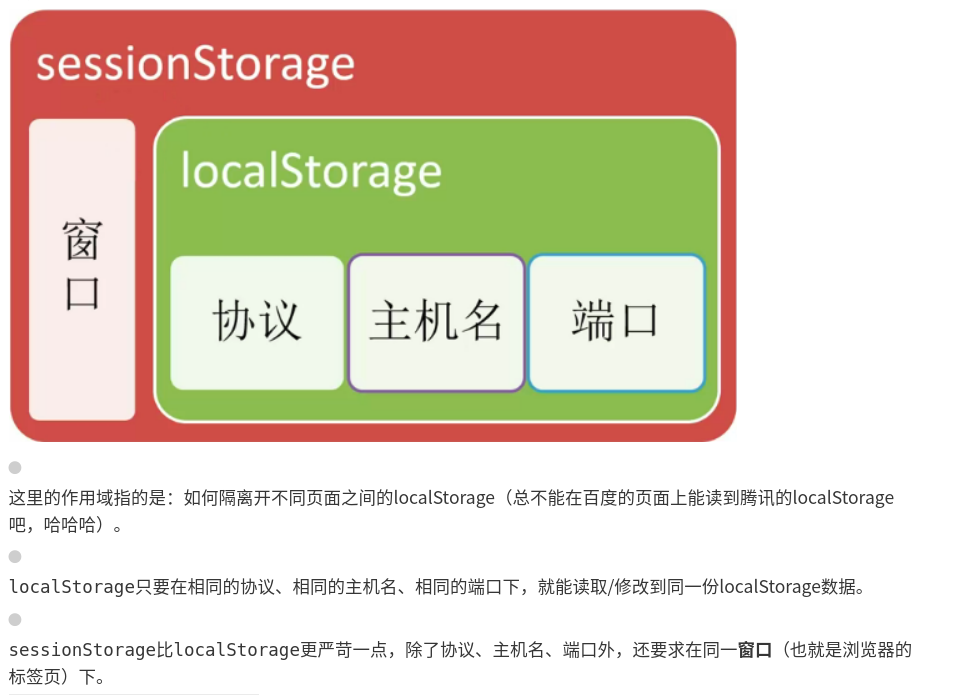 sessionStorage
localStorage
窗
口
协议
主机名
端口
这里的作用域指的是：如何隔离开不同页面之间的localStorage（总不能在百度的页面上能读到腾讯的localStorage
吧，哈哈哈）。
localStorage只要在相同的协议、相同的主机名、相同的端口下，就能读取/修改到同一份localStorage数据。
sessionStorage比localStorage更严苛一点，除了协议、主机名、端口外，还要求在同一窗口（也就是浏览器的
标签页）下。